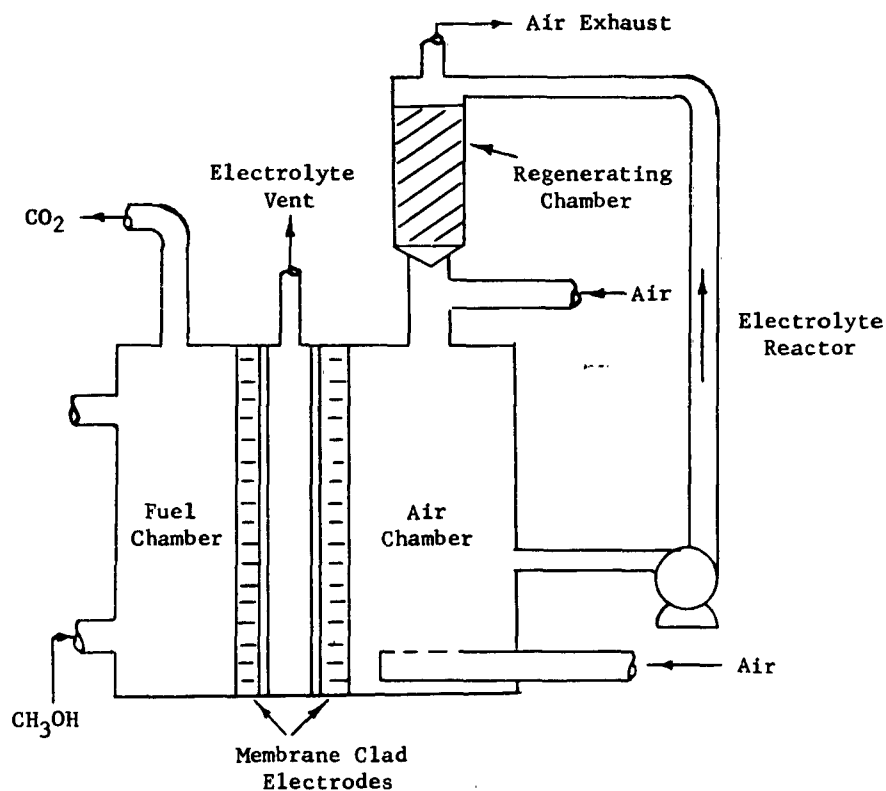 Air Exhaust
Electrolyte
Vent
Regenerating
Chamber
CO2
Air
Electrolyte
Reactor
Fuel
Chamber
Air
Chamber
Air
CH3OH
Membrane Clad
Electrodes